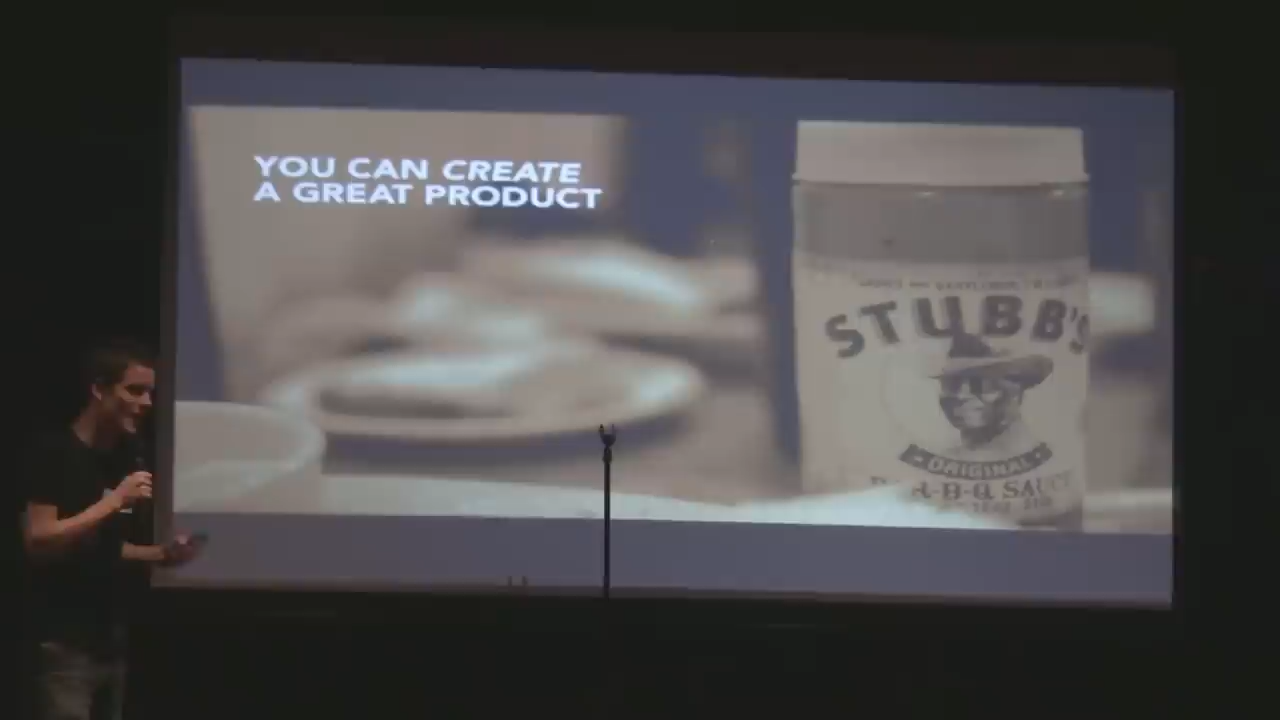 YOU CAN CREATE
A GREAT PRODUCT
STUBB'S
ORIGINAL
SAUCE